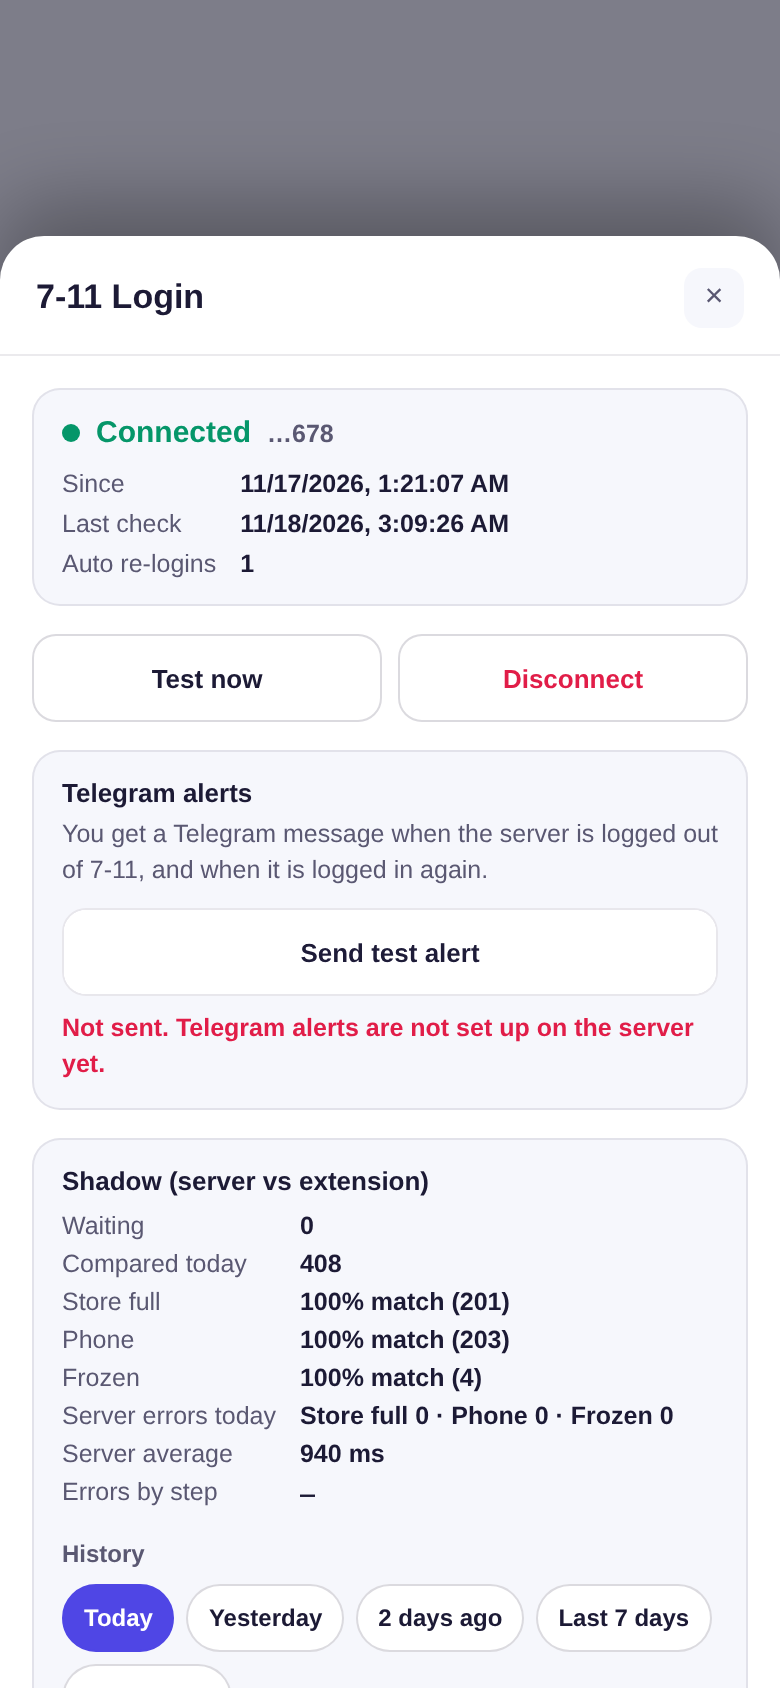 7-11 Login
×
Connected ...678
Since 11/17/2026, 1:21:07 AM
Last check 11/18/2026, 3:09:26 AM
Auto re-logins 1
Test now
Disconnect
Telegram alerts
You get a Telegram message when the server is logged out
of 7-11, and when it is logged in again.
Send test alert
Not sent. Telegram alerts are not set up on the server
yet.
Shadow (server vs extension)
Waiting 0
Compared today 408
Store full 100% match (201)
Phone 100% match (203)
Frozen 100% match (4)
Server errors today Store full 0 · Phone 0 · Frozen 0
Server average 940 ms
Errors by step –
History
Today
Yesterday
2 days ago
Last 7 days